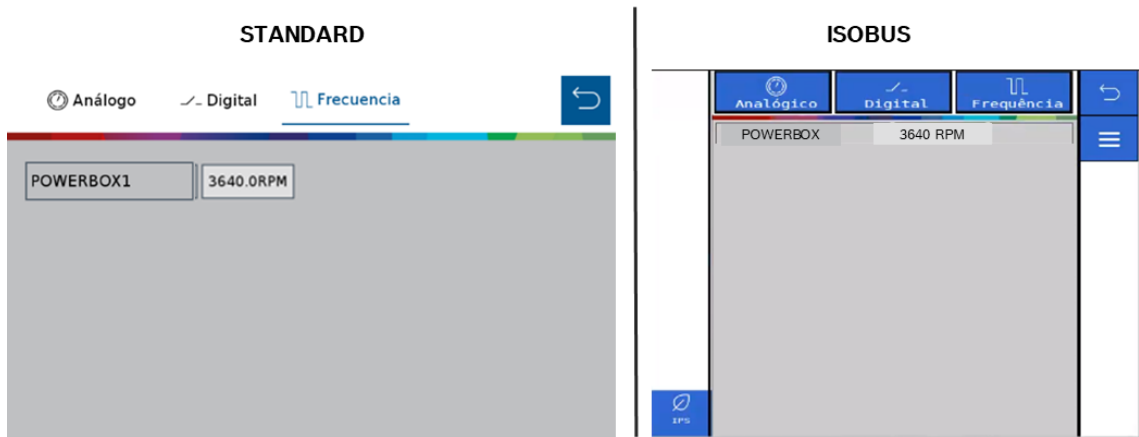 STANDARD
Análogo Digital Frecuencia
POWERBOX1 3640.0RPM
ISOBUS
Analógico Digital Frequência
POWERBOX 3640 RPM
IPS